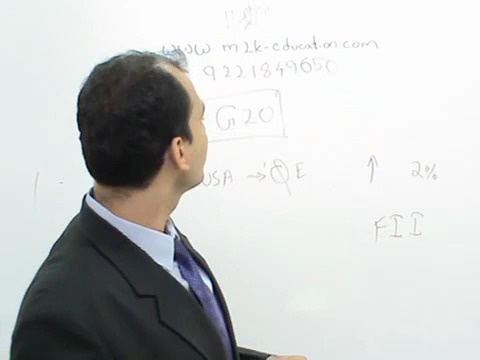 www m2k-education.com
9221849650
G20
USA → QE ↑ 2%
FII